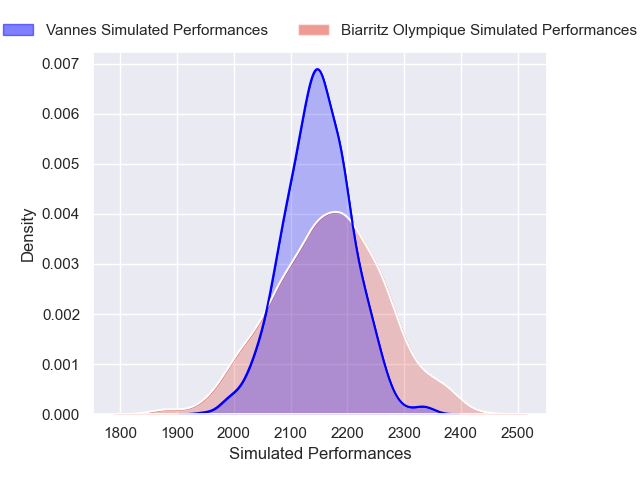 Vannes Simulated Performances
Biarritz Olympique Simulated Performances
0.007
0.006
0.005
0.004
0.003
0.002
0.001
0.000
Density
1800 1900 2000 2100 2200 2300 2400 2500
Simulated Performances